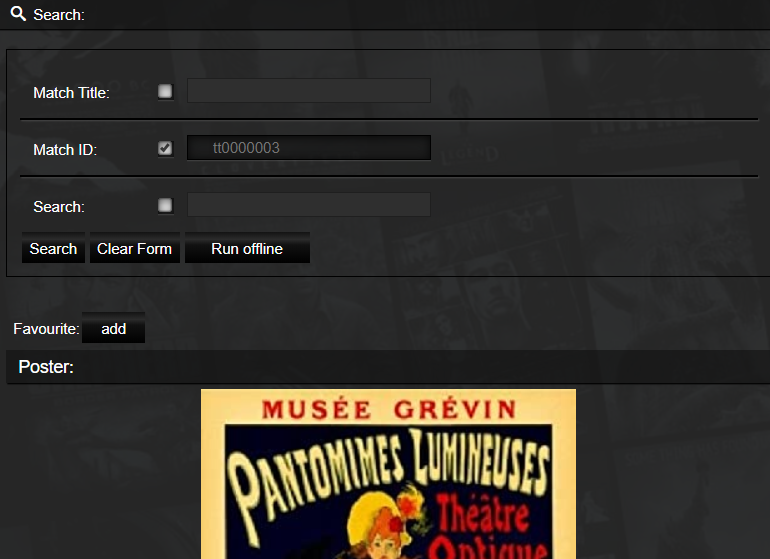 Search:
Match Title:
Match ID: tt0000003
Search:
Search Clear Form Run offline
Favourite: add
Poster:
MUSÉE GRÉVIN
PANTOMIMES LUMINEUSES
Théâtre
Optique